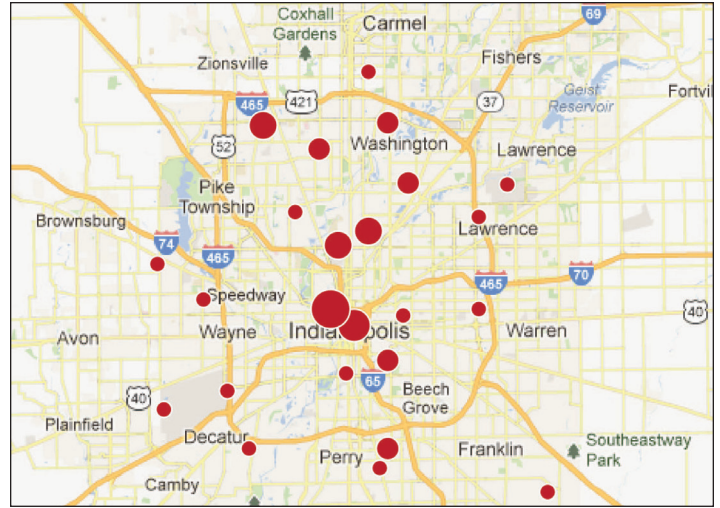 Coxhall
Gardens
Carmel
69
Zionsville
Fishers
465
421
37
Geist
Reservoir
Fortvil
52
Washington
Lawrence
Pike
Township
Brownsburg
74
465
Lawrence
465
70
Speedway
40
Avon
Wayne
Indianapolis
Warren
65
40
Beech
Grove
Plainfield
Decatur
Perry
Franklin
Southeastway
Park
Camby